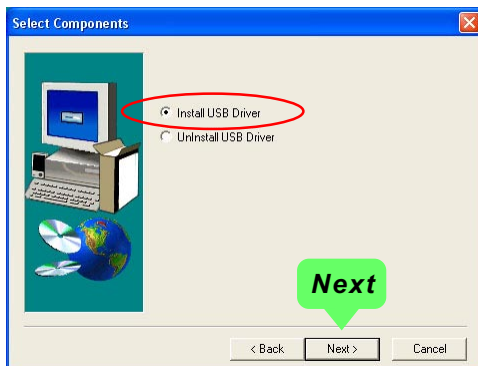 Select Components
Install USB Driver
UnInstall USB Driver
Next
< Back
Next >
Cancel